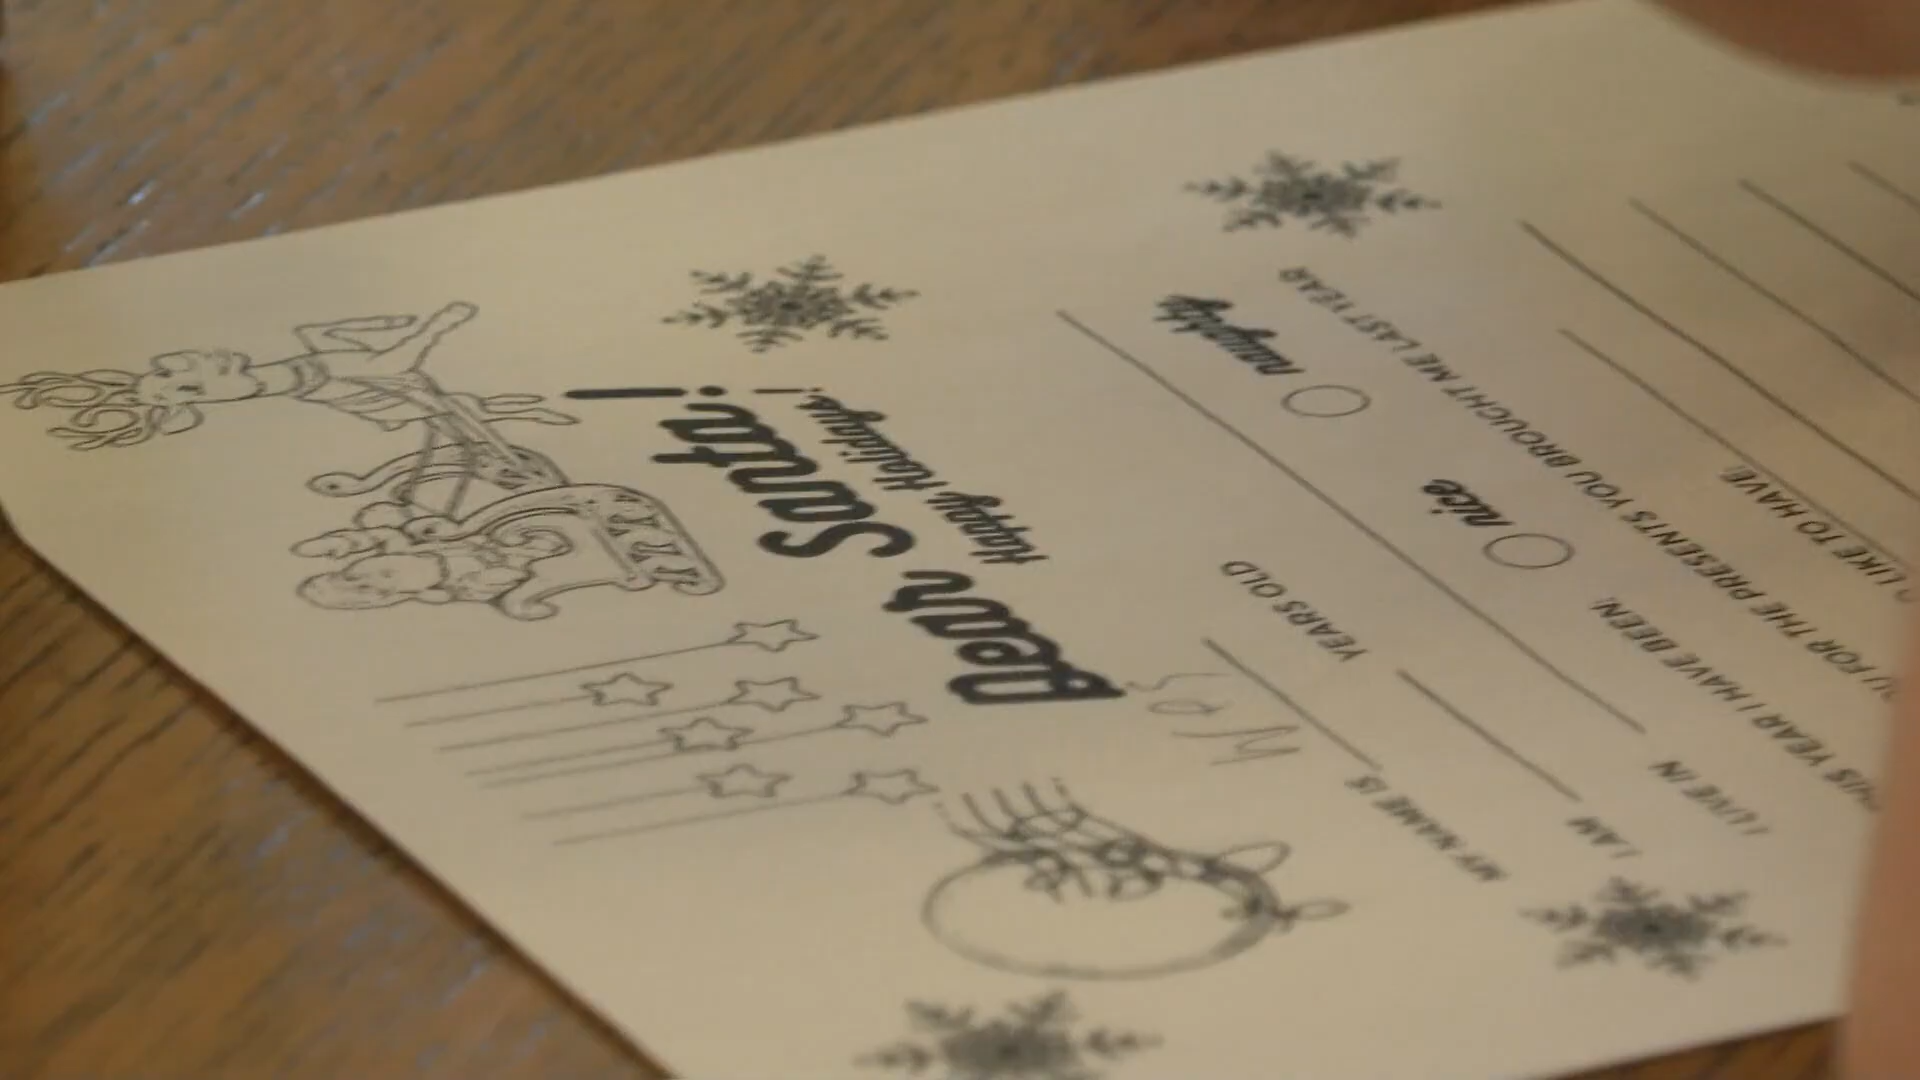 Dear Santa!
Happy Holidays!
MY NAME IS
I AM YEARS OLD
I LIVE IN
THIS YEAR I HAVE BEEN: nice naughty
FOR THE PRESENTS YOU BROUGHT ME LAST YEAR
LIKE TO HAVE: